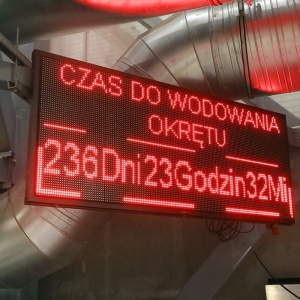 CZAS DO WODOWANIA
OKRĘTU
236Dni23Godzin32Mi